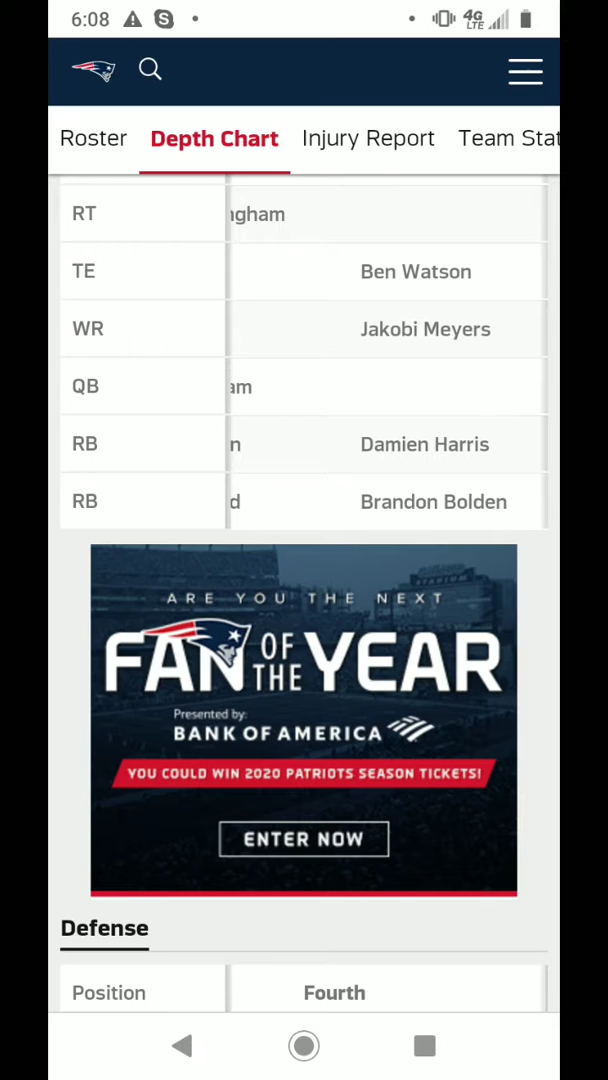 6:08 4G LTE
Roster Depth Chart Injury Report Team Stat
RT ngham
TE Ben Watson
WR Jakobi Meyers
QB am
RB n Damien Harris
RB d Brandon Bolden
ARE YOU THE NEXT
FAN OF THE YEAR
Presented by:
BANK OF AMERICA
YOU COULD WIN 2020 PATRIOTS SEASON TICKETS!
ENTER NOW
Defense
Position Fourth